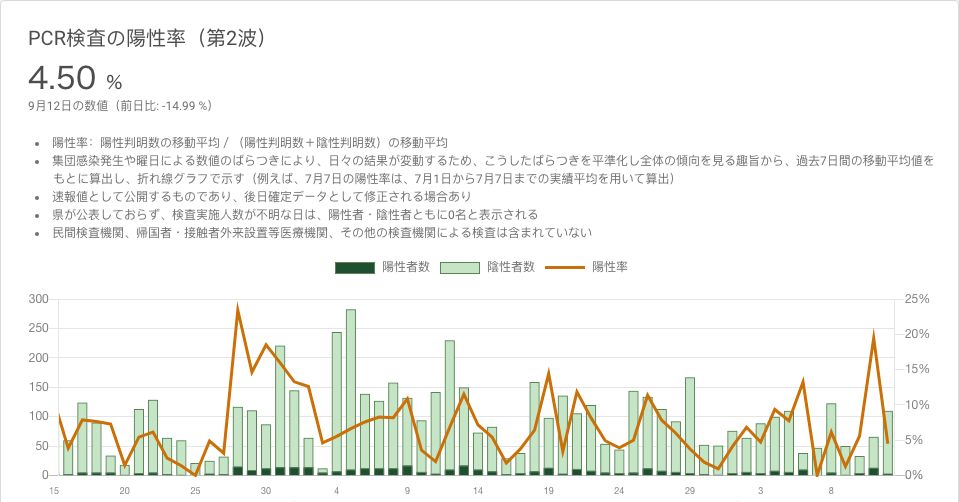 PCR検査の陽性率（第2波）
4.50 %
9月12日の数値（前日比: -14.99 %）
• 陽性率: 陽性判明数の移動平均 / （陽性判明数＋陰性判明数）の移動平均
• 集団感染発生や曜日による数値のばらつきにより、日々の結果が変動するため、こうしたばらつきを平準化し全体の傾向を見る趣旨から、過去7日間の移動平均値を
もとに算出し、折れ線グラフで示す（例えば、7月7日の陽性率は、7月1日から7月7日までの実績平均を用いて算出）
• 速報値として公開するものであり、後日確定データとして修正される場合あり
• 県が公表しておらず、検査実施人数が不明な日は、陽性者・陰性者ともに0名と表示される
• 民間検査機関、帰国者・接触者外来設置等医療機関、その他の検査機関による検査は含まれていない
陽性者数 陰性者数 陽性率
300 25%
250 20%
200 15%
150 10%
100 5%
50 0%
0
15 20 25 30 4 9 14 19 24 29 3 8